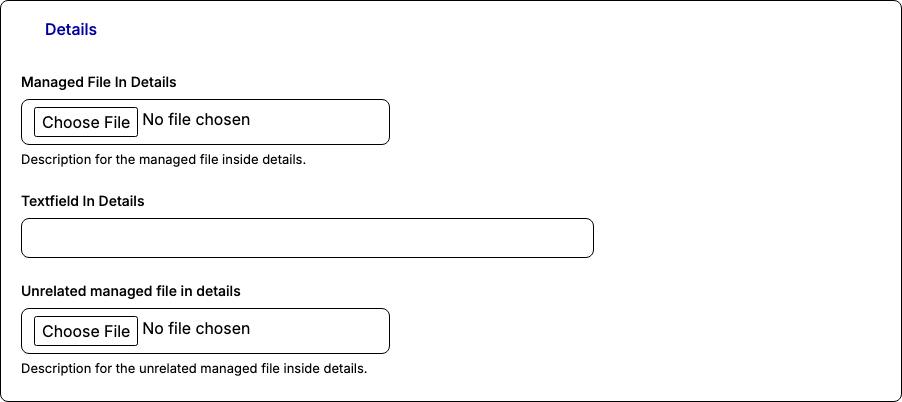 Details
Managed File In Details
Choose File No file chosen
Description for the managed file inside details.
Textfield In Details
Unrelated managed file in details
Choose File No file chosen
Description for the unrelated managed file inside details.